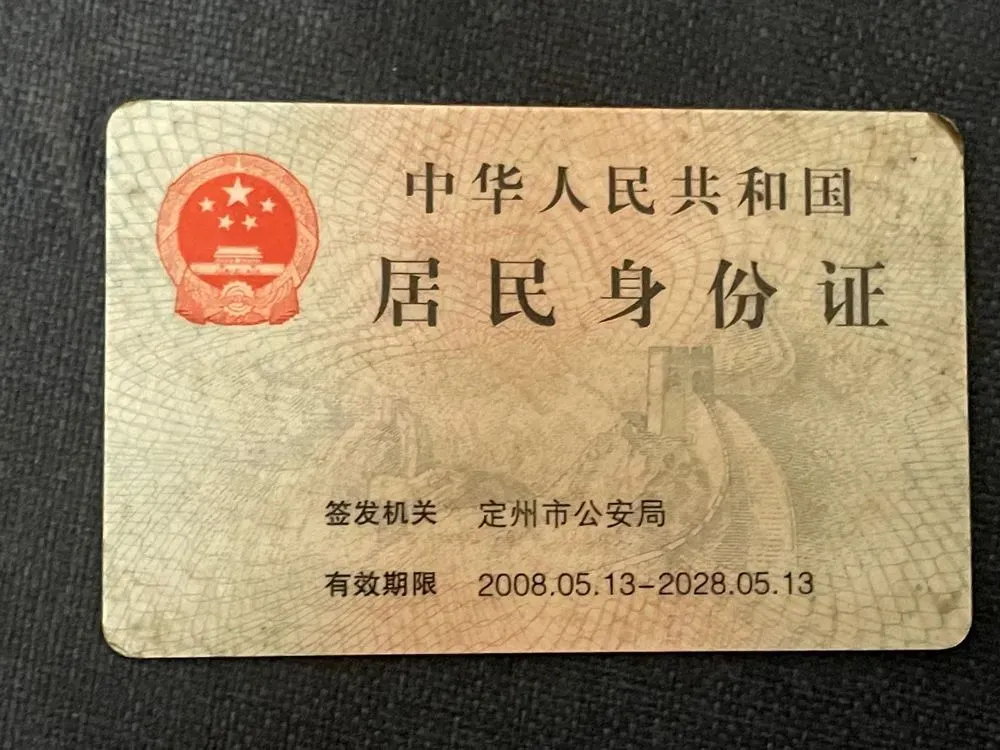 中华人民共和国
居民身份证
签发机关 定州市公安局
有效期限 2008.05.13-2028.05.13